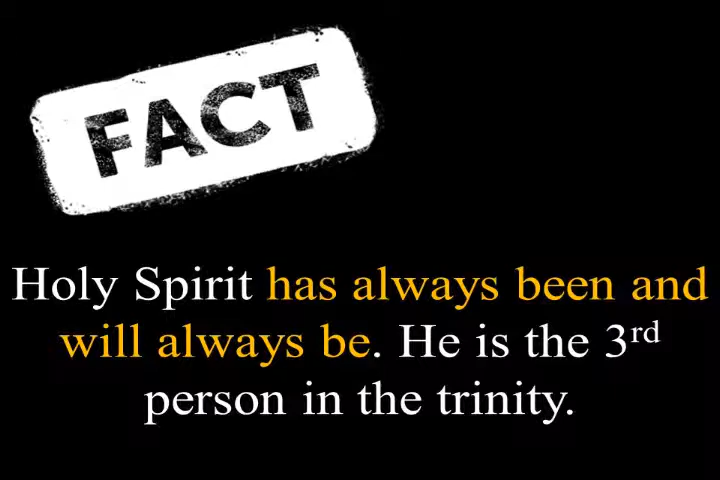 FACT
Holy Spirit has always been and
will always be. He is the 3rd
person in the trinity.